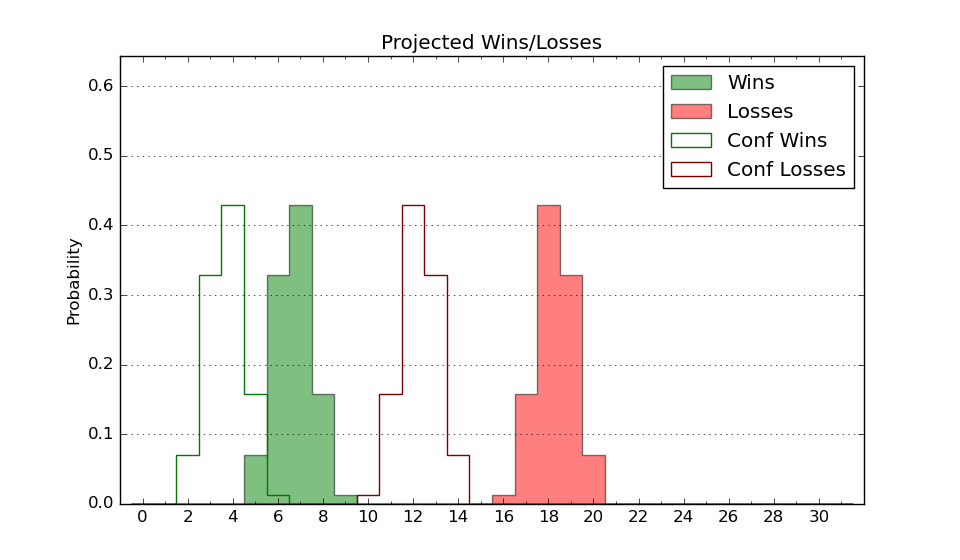 Projected Wins/Losses
Wins
Losses
Conf Wins
Conf Losses
Probability
0.6
0.5
0.4
0.3
0.2
0.1
0.0
0 2 4 6 8 10 12 14 16 18 20 22 24 26 28 30